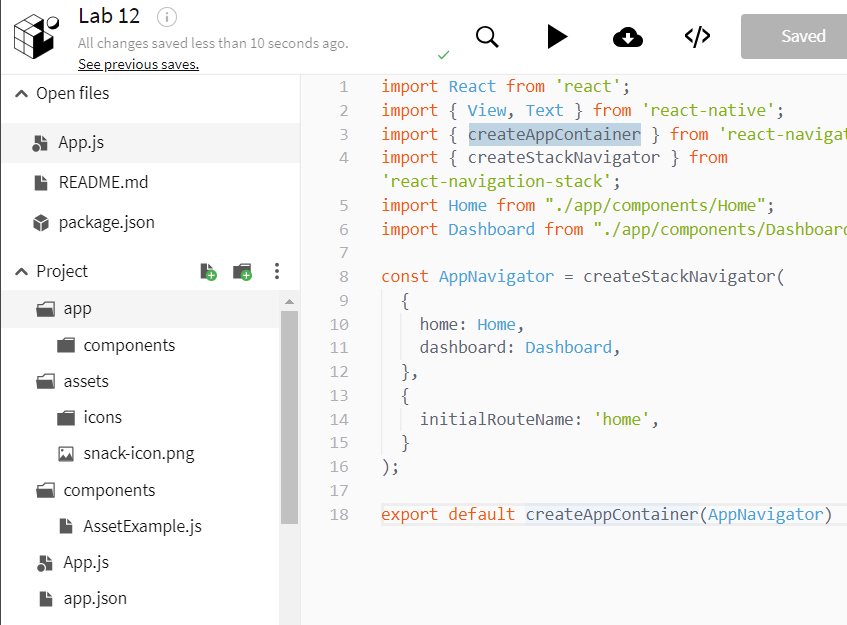 Lab 12
All changes saved less than 10 seconds ago.
See previous saves.
Saved
Open files
App.js
README.md
package.json
Project
app
components
assets
icons
snack-icon.png
components
AssetExample.js
App.js
app.json
1 import React from 'react';
2 import { View, Text } from 'react-native';
3 import { createAppContainer } from 'react-navigat
4 import { createStackNavigator } from
'react-navigation-stack';
5 import Home from "./app/components/Home";
6 import Dashboard from "./app/components/Dashboard
7
8 const AppNavigator = createStackNavigator(
9 {
10 home: Home,
11 dashboard: Dashboard,
12 },
13 {
14 initialRouteName: 'home',
15 }
16 );
17
18 export default createAppContainer(AppNavigator)